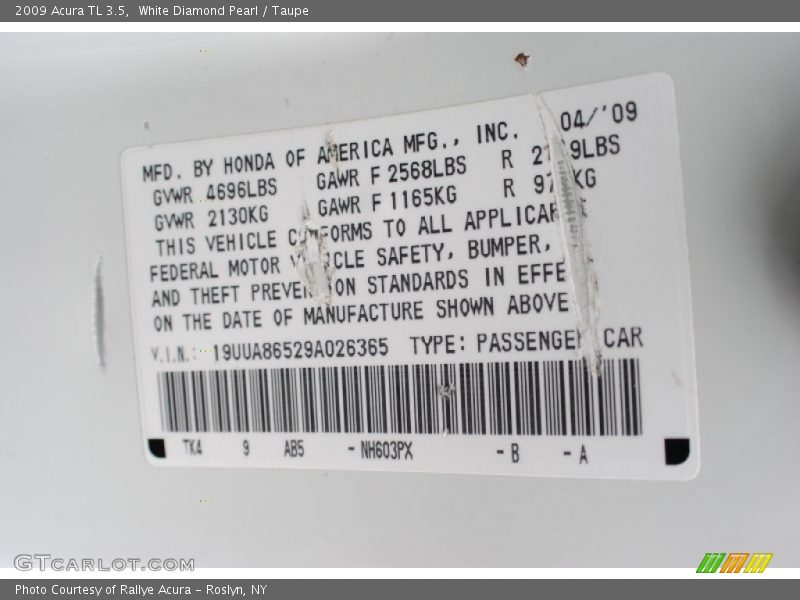 2009 Acura TL 3.5,  White Diamond Pearl / Taupe
MFD. BY HONDA OF AMERICA MFG., INC. 04/'09
GVWR 4696LBS GAWR F 2568LBS R
GVWR 2130KG GAWR F 1165KG R
THIS VEHICLE CONFORMS TO ALL
FEDERAL MOTOR VEHICLE SAFETY, BUMPER,
AND THEFT PREVENTION STANDARDS IN
ON THE DATE OF MANUFACTURE SHOWN ABOVE
V.I.N.: 19UUA86529A026365 TYPE: PASSENGER CAR
TK4 9 AB5 - NH603PX - B - A
GTCARLOT.COM
Photo Courtesy of Rallye Acura – Roslyn, NY